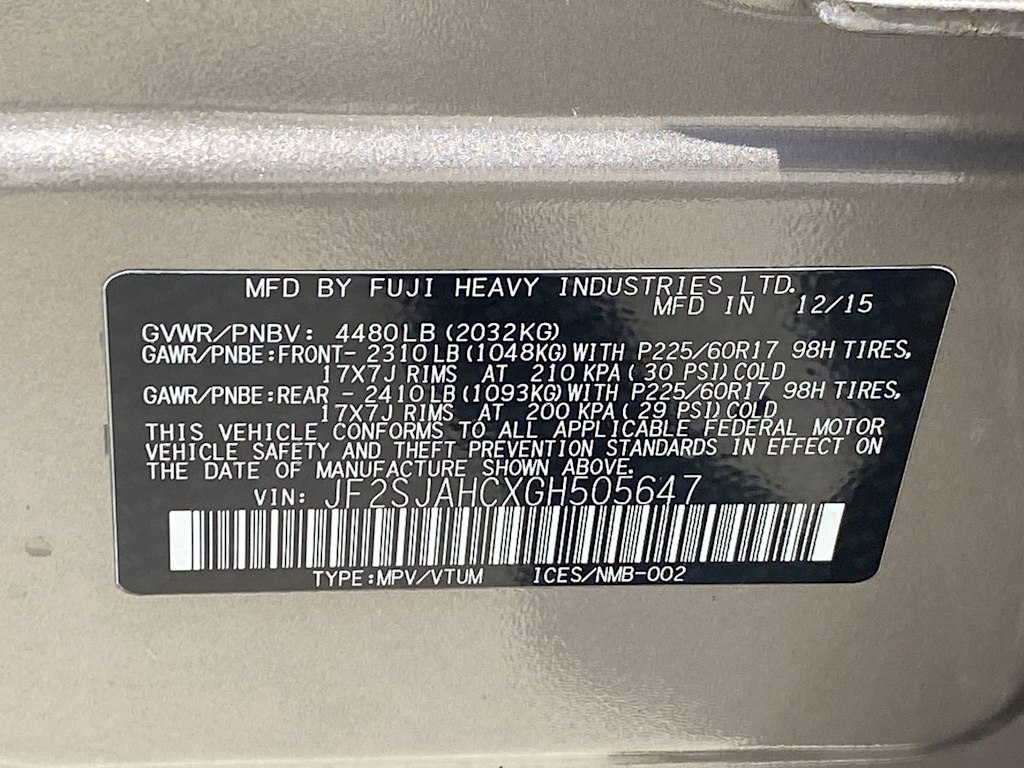 MFD BY FUJI HEAVY INDUSTRIES LTD.
MFD IN 12/15
GVWR/PNBV: 4480LB(2032KG)
GAWR/PNBE:FRONT- 2310LB(1048KG)WITH P225/60R17 98H TIRES,
17X7J RIMS AT 210 KPA( 30 PSI)COLD
GAWR/PNBE:REAR - 2410LB(1093KG)WITH P225/60R17 98H TIRES,
17X7J RIMS AT 200 KPA( 29 PSI)COLD
THIS VEHICLE CONFORMS TO ALL APPLICABLE FEDERAL MOTOR
VEHICLE SAFETY AND THEFT PREVENTION STANDARDS IN EFFECT ON
THE DATE OF MANUFACTURE SHOWN ABOVE.
VIN: JF2SJAHCXGH505647
TYPE:MPV/VTUM ICES/NMB-002